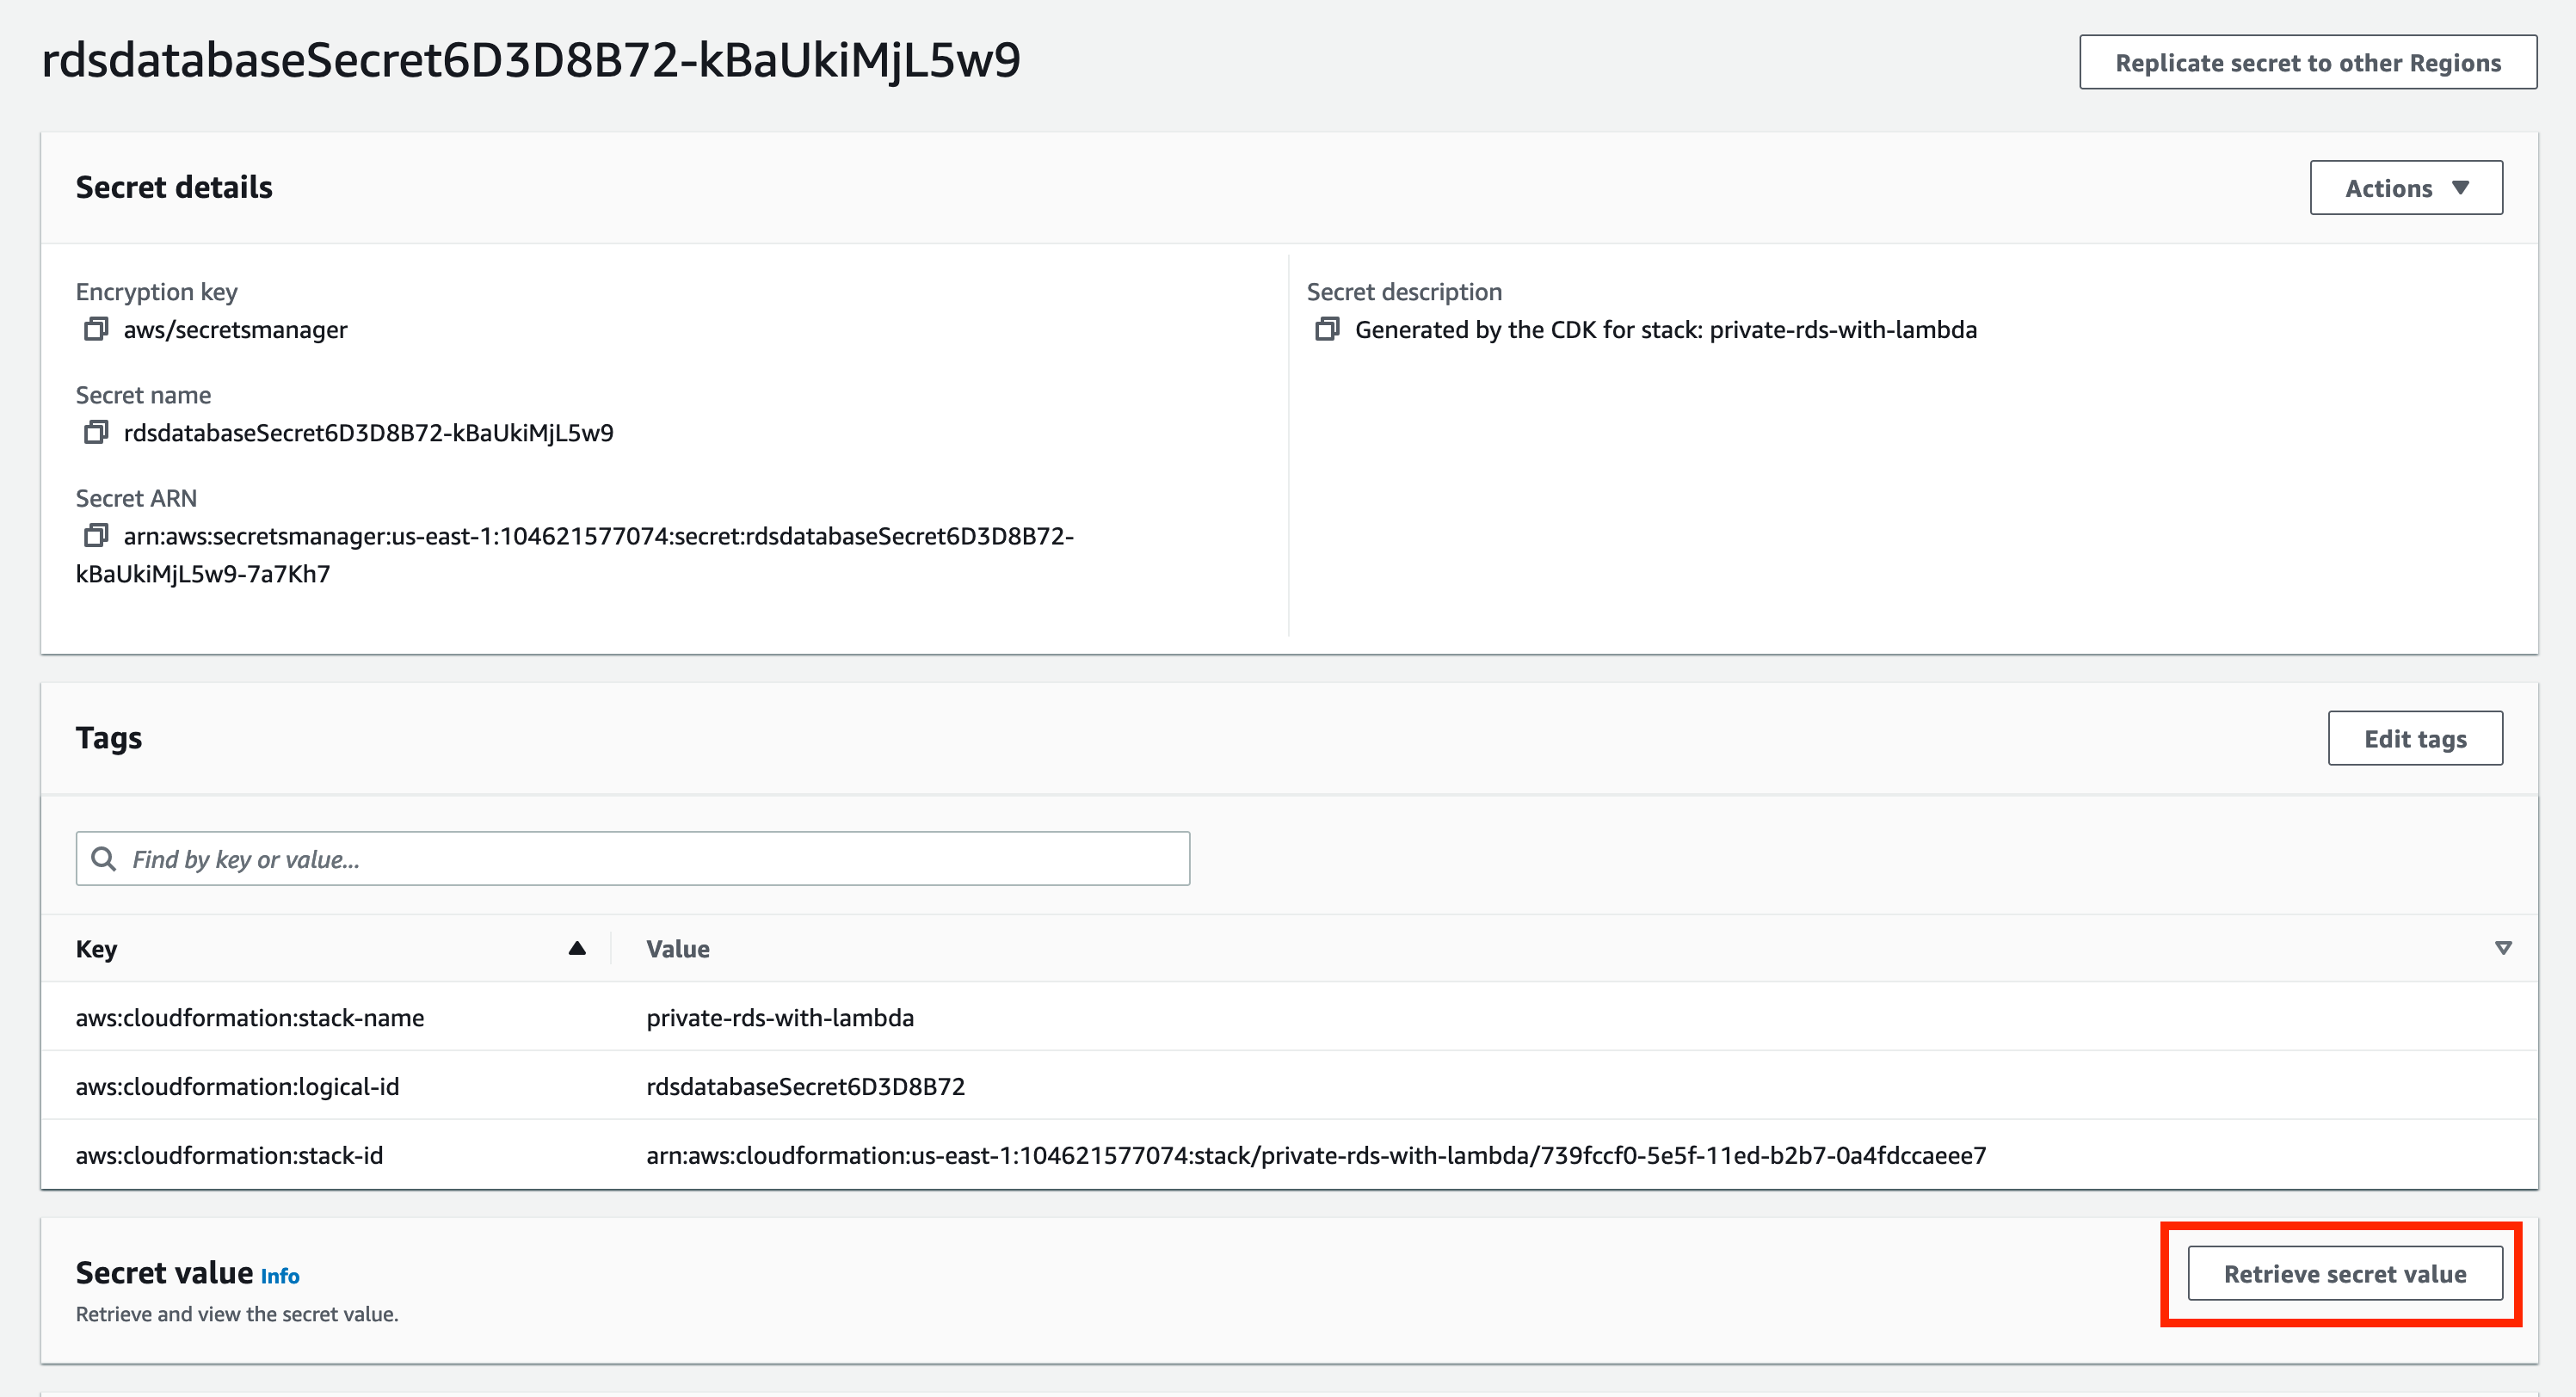 rdsdatabaseSecret6D3D8B72-kBaUkiMjL5w9
Replicate secret to other Regions
Secret details
Actions
Encryption key
aws/secretsmanager
Secret name
rdsdatabaseSecret6D3D8B72-kBaUkiMjL5w9
Secret ARN
arn:aws:secretsmanager:us-east-1:104621577074:secret:rdsdatabaseSecret6D3D8B72-
kBaUkiMjL5w9-7a7Kh7
Secret description
Generated by the CDK for stack: private-rds-with-lambda
Tags
Edit tags
Find by key or value...
Key Value
aws:cloudformation:stack-name private-rds-with-lambda
aws:cloudformation:logical-id rdsdatabaseSecret6D3D8B72
aws:cloudformation:stack-id arn:aws:cloudformation:us-east-1:104621577074:stack/private-rds-with-lambda/739fccf0-5e5f-11ed-b2b7-0a4fdccaeee7
Secret value Info
Retrieve secret value
Retrieve and view the secret value.